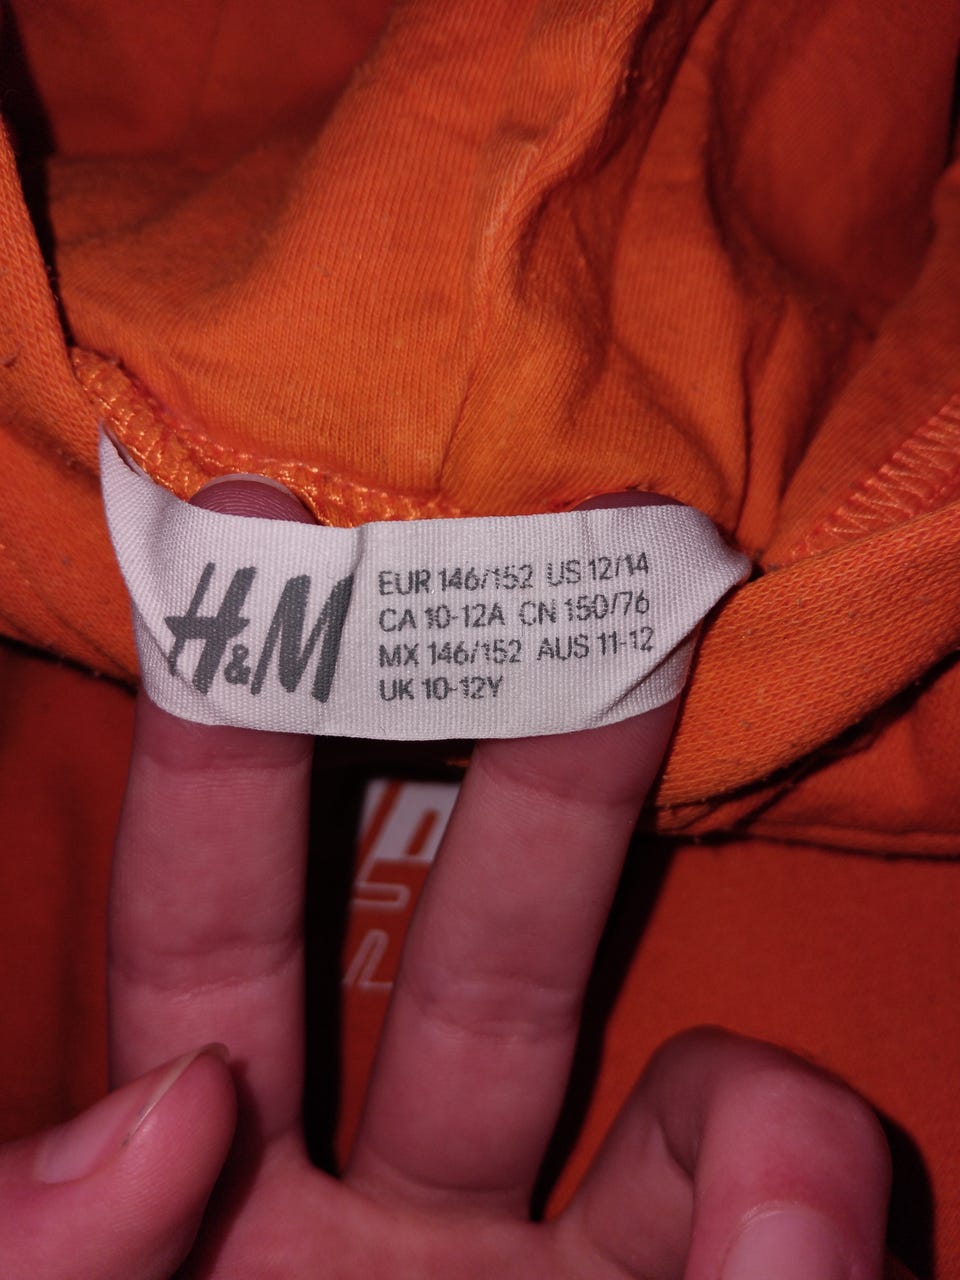 H&M
EUR 146/152 US 12/14
CA 10-12A CN 150/76
MX 146/152 AUS 11-12
UK 10-12Y